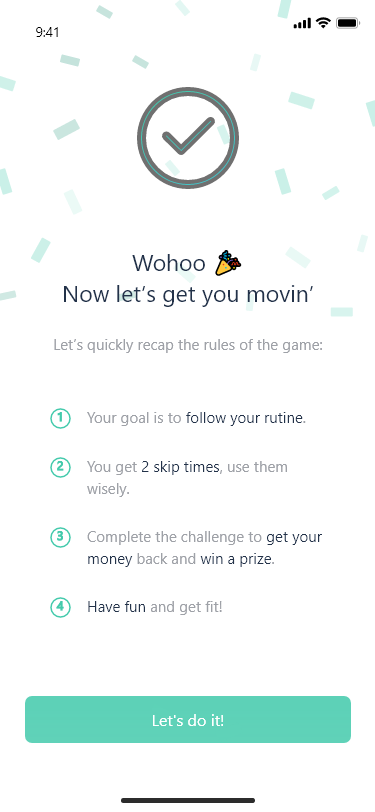 9:41
Wohoo 🎉
Now let’s get you movin’
Let’s quickly recap the rules of the game:
1 Your goal is to follow your rutine.
2 You get 2 skip times, use them
wisely.
3 Complete the challenge to get your
money back and win a prize.
4 Have fun and get fit!
Let's do it!